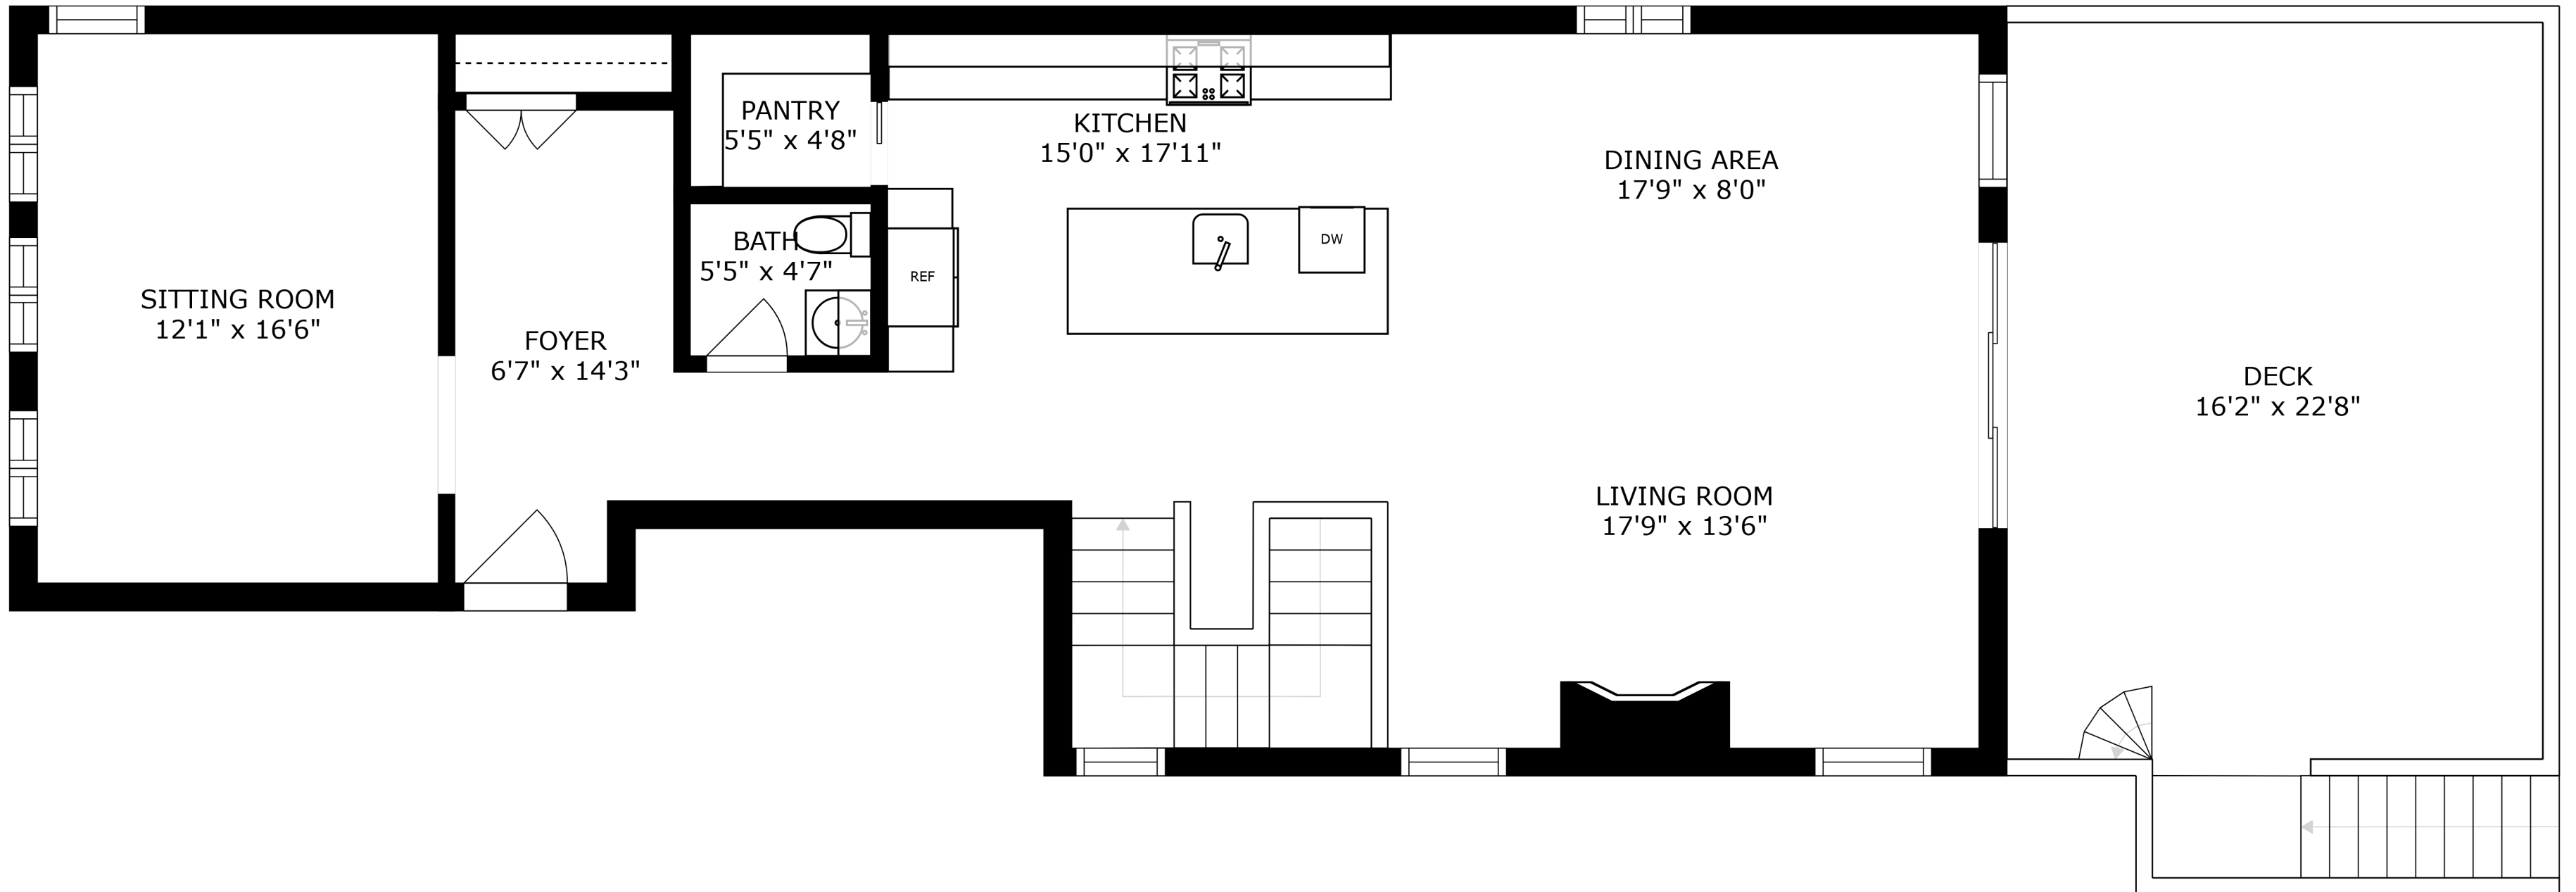 PANTRY
5'5" x 4'8"
KITCHEN
15'0" x 17'11"
DINING AREA
17'9" x 8'0"
BATH
5'5" x 4'7"
REF
DW
SITTING ROOM
12'1" x 16'6"
FOYER
6'7" x 14'3"
DECK
16'2" x 22'8"
LIVING ROOM
17'9" x 13'6"